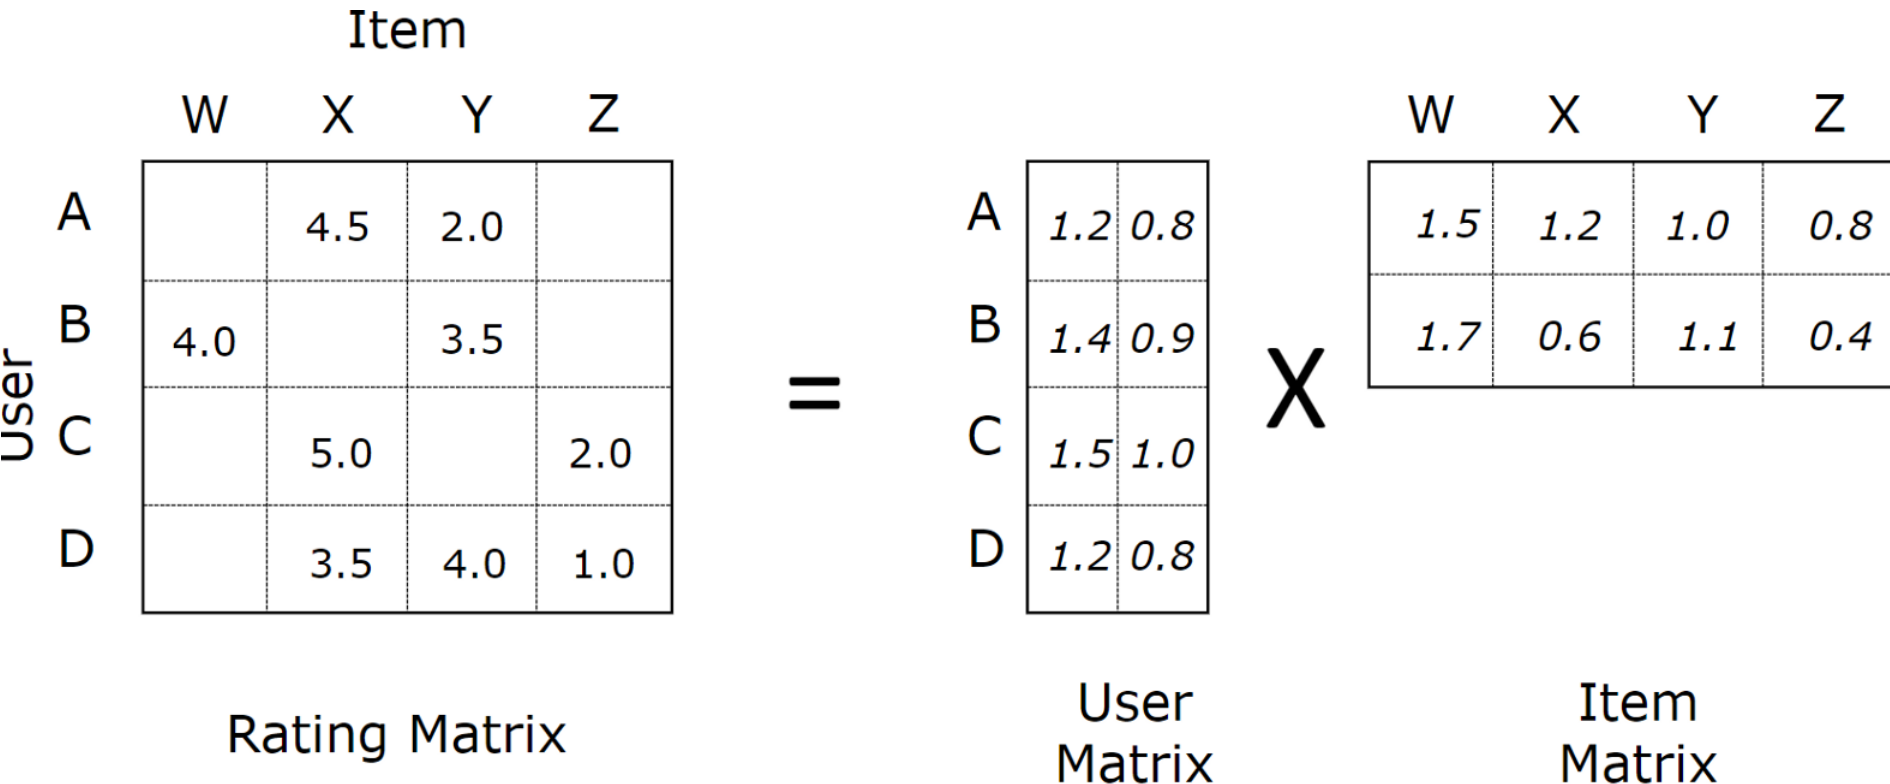 Item
W X Y Z W X Y Z
A 4.5 2.0 A 1.2 0.8 1.5 1.2 1.0 0.8
B 4.0 3.5 B 1.4 0.9 1.7 0.6 1.1 0.4
User
= X
C 5.0 2.0 C 1.5 1.0
D 3.5 4.0 1.0 D 1.2 0.8
Rating Matrix
User
Matrix
Item
Matrix